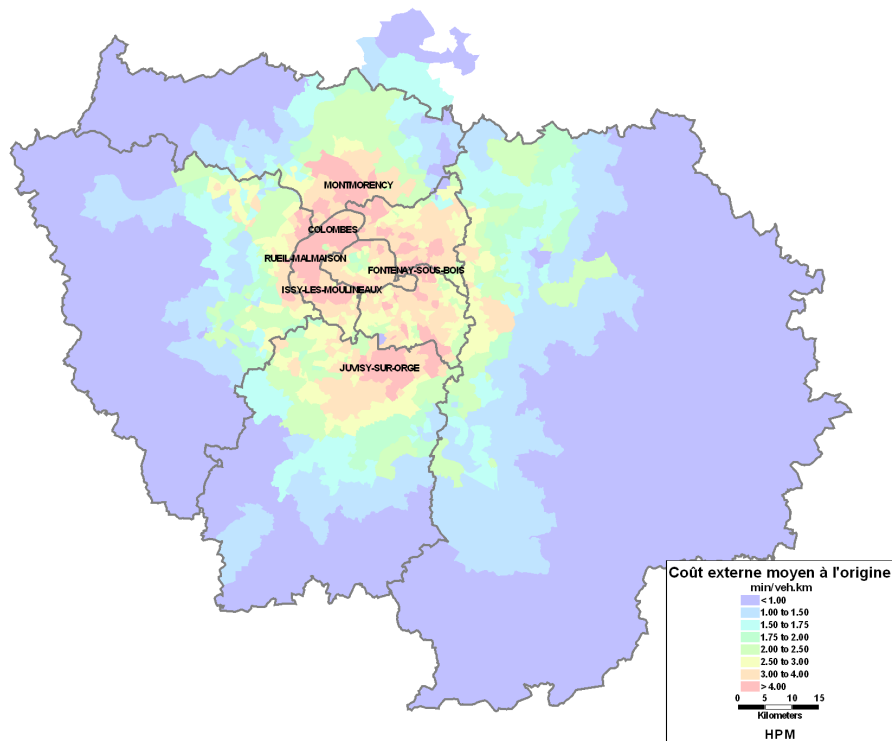 MONTMORENCY
COLOMBES
RUEIL-MALMAISON
FONTENAY-SOUS-BOIS
ISSY-LES-MOULINEAUX
JUVISY-SUR-ORGE
Coût externe moyen à l'origine
min/veh.km
< 1.00
1.00 to 1.50
1.50 to 1.75
1.75 to 2.00
2.00 to 2.50
2.50 to 3.00
3.00 to 4.00
> 4.00
0 5 10 15
Kilometers
HPM